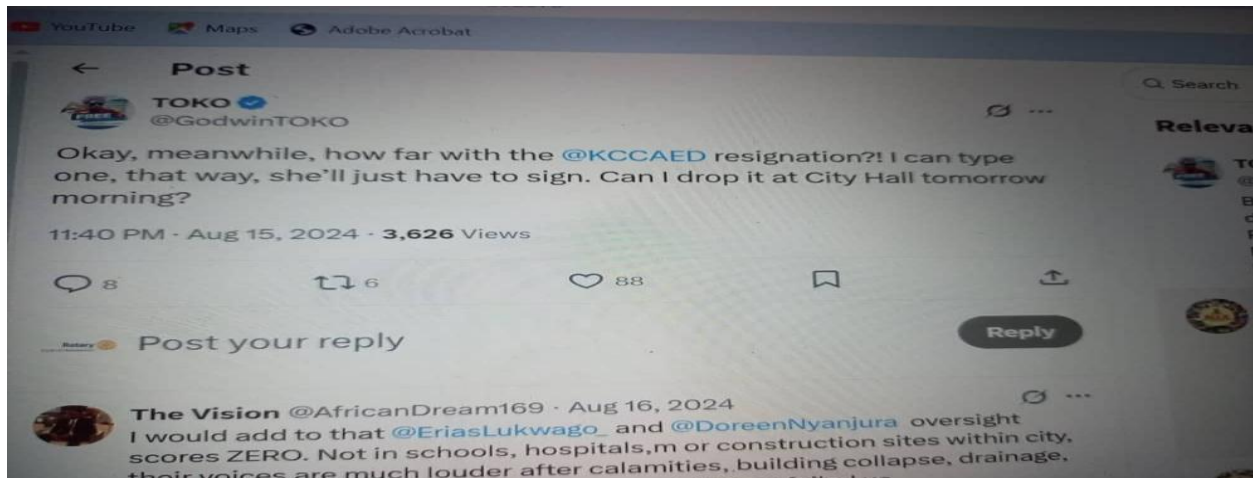 YouTube Maps Adobe Acrobat
Post
Search
TOKO
@GodwinTOKO
Releva
Okay, meanwhile, how far with the @KCCAED resignation?! I can type
one, that way, she'll just have to sign. Can I drop it at City Hall tomorrow
morning?
11:40 PM · Aug 15, 2024 · 3,626 Views
8 6 88
Rotary Post your reply
Reply
The Vision @AfricanDream169 · Aug 16, 2024
I would add to that @EriasLukwago_ and @DoreenNyanjura oversight
scores ZERO. Not in schools, hospitals,m or construction sites within city,
their voices are much louder after calamities, building collapse, drainage,